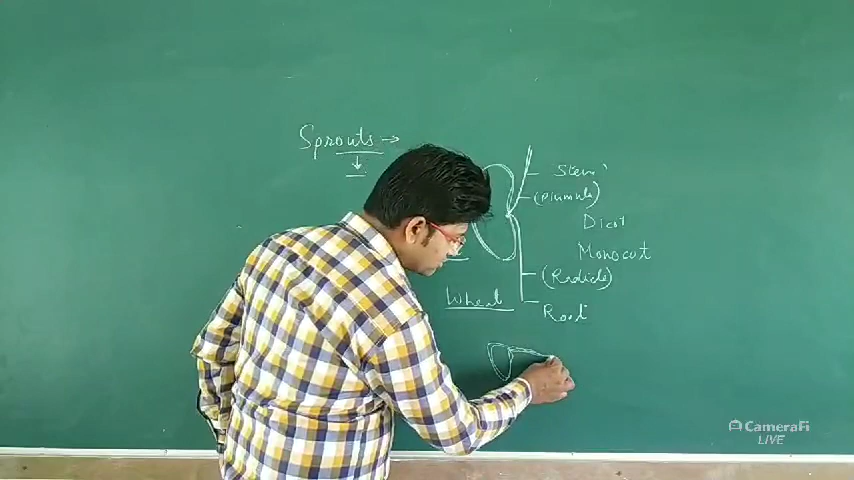 Sprouts →
Stem
(Plumule)
Dicot
Monocot
(Radicle)
Wheat
Root
CameraFi
LIVE